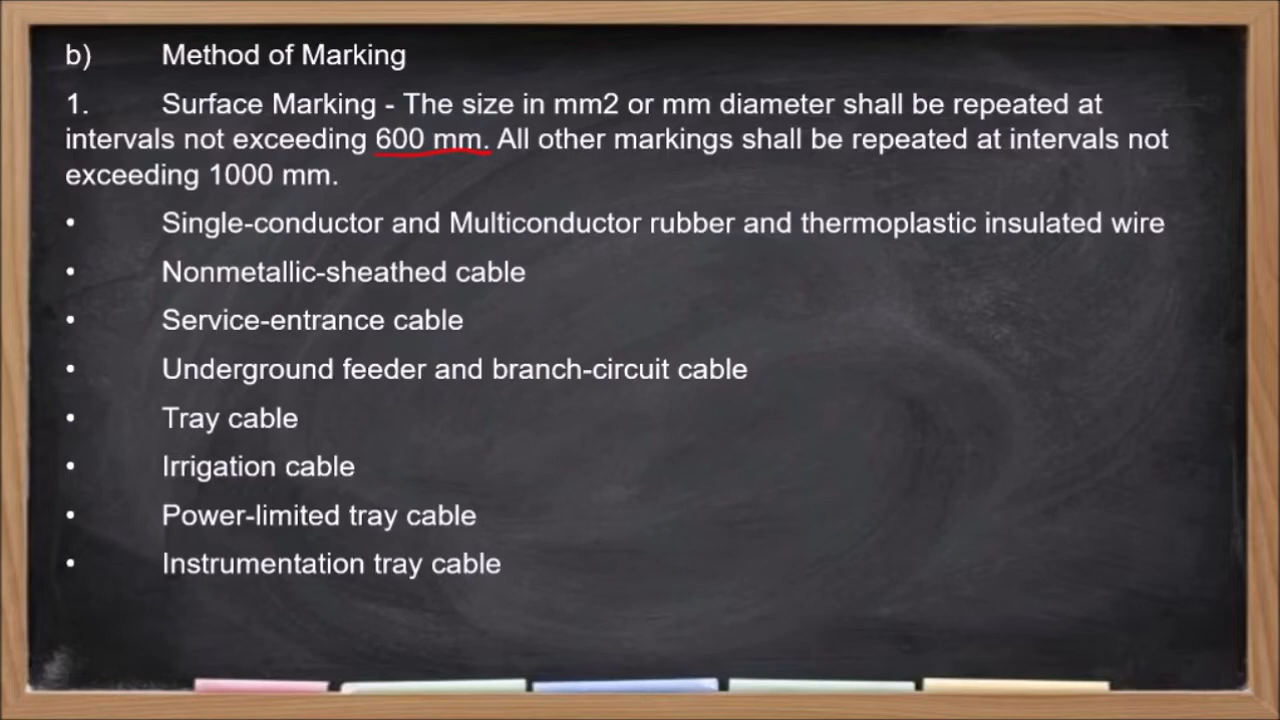 b) Method of Marking
1. Surface Marking - The size in mm2 or mm diameter shall be repeated at
intervals not exceeding 600 mm. All other markings shall be repeated at intervals not
exceeding 1000 mm.
• Single-conductor and Multiconductor rubber and thermoplastic insulated wire
• Nonmetallic-sheathed cable
• Service-entrance cable
• Underground feeder and branch-circuit cable
• Tray cable
• Irrigation cable
• Power-limited tray cable
• Instrumentation tray cable